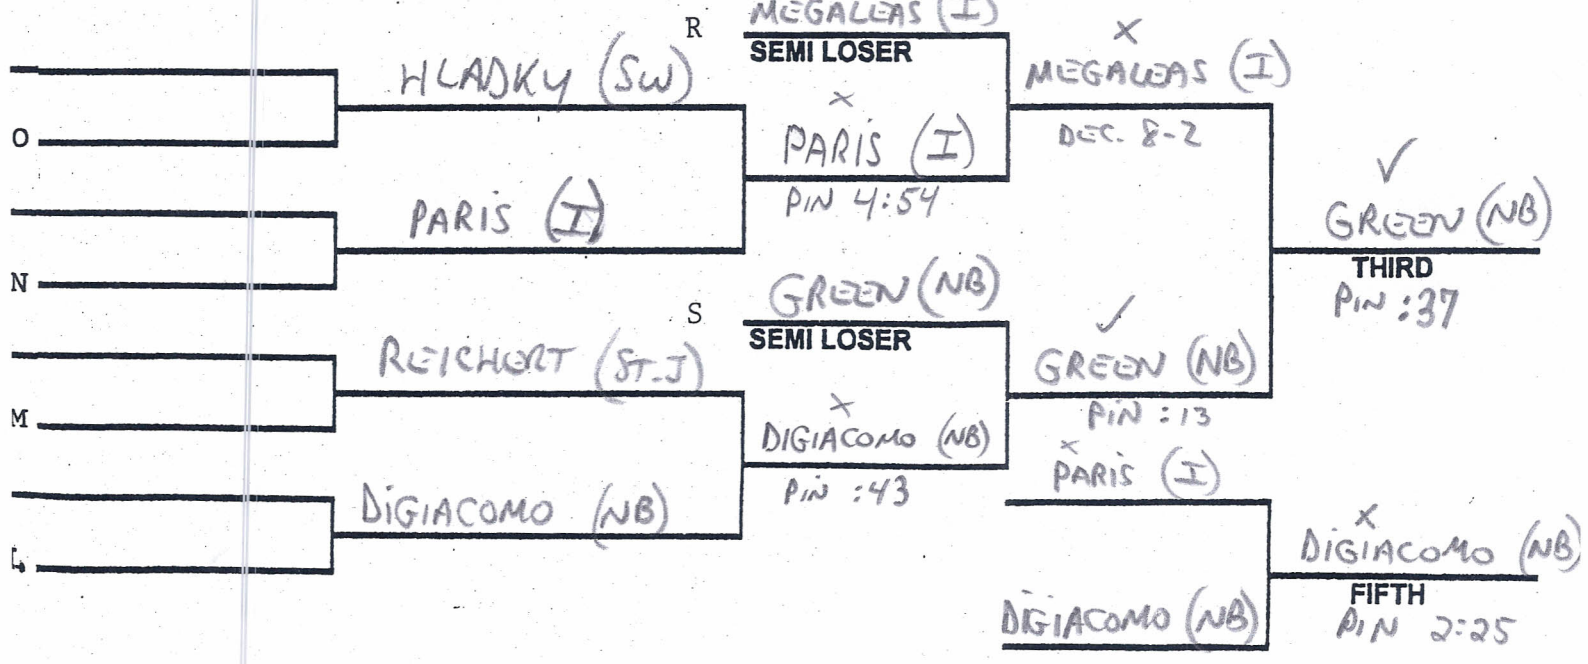 MEGALEAS (I)
R
SEMI LOSER
HLADKY (SW)
X
MEGALEAS (I)
DEC. 8-2
O
X
PARIS (I)
PIN 4:54
✓
GREEN (NB)
THIRD
PIN :37
PARIS (I)
N
GREEN (NB)
S
SEMI LOSER
✓
GREEN (NB)
PIN :13
REICHERT (ST-J)
M
X
DIGIACOMO (NB)
PIN :43
X
PARIS (I)
DIGIACOMO (NB)
X
DIGIACOMO (NB)
FIFTH
PIN 2:25
L
DIGIACOMO (NB)